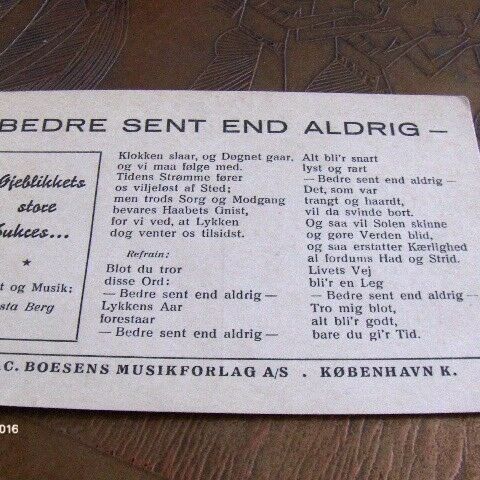 BEDRE SENT END ALDRIG —
Øjeblikkets
store
Sukces...
★
t og Musik:
sta Berg
Klokken slaar, og Døgnet gaar,
og vi maa følge med.
Tidens Strømme fører
os viljeløst af Sted;
men trods Sorg og Modgang
bevares Haabets Gnist,
for vi ved, at Lykken
dog venter os tilsidst.
Refrain:
Blot du tror
disse Ord:
— Bedre sent end aldrig —
Lykkens Aar
forestaar
— Bedre sent end aldrig —
Alt bli'r snart
lyst og rart
— Bedre sent end aldrig —
Det, som var
trangt og haardt,
vil da svinde bort.
Og saa vil Solen skinne
og gøre Verden blid,
og saa erstatter Kærlighed
al fordums Had og Strid.
Livets Vej
bli'r en Leg
— Bedre sent end aldrig —
Tro mig blot,
alt bli'r godt,
bare du gi'r Tid.
.C. BOESENS MUSIKFORLAG A/S . KØBENHAVN K.
016